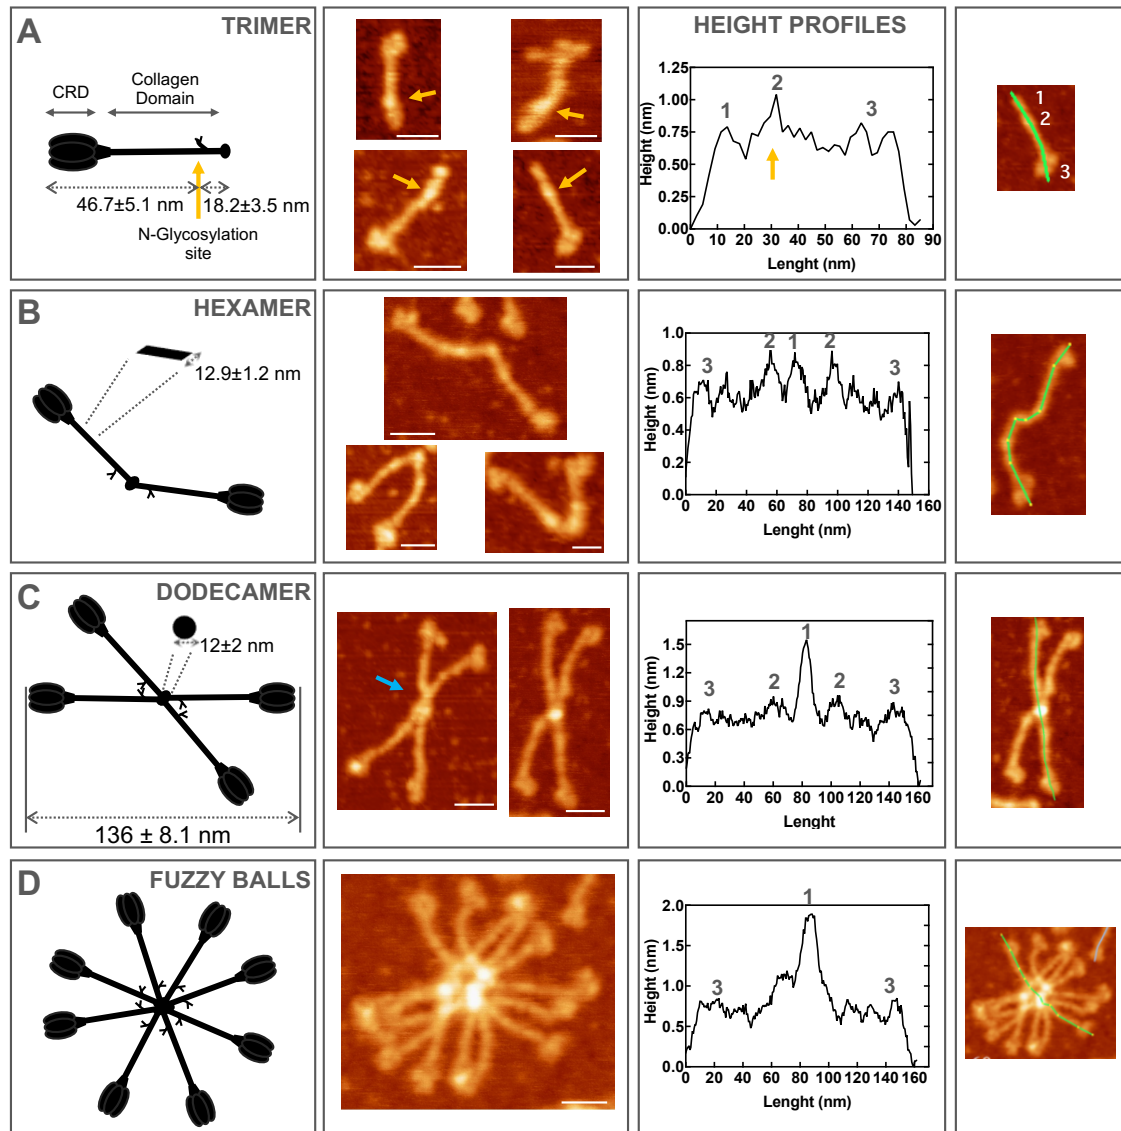 A
TRIMER
CRD
Collagen
Domain
46.7±5.1 nm
18.2±3.5 nm
N-Glycosylation
site
HEIGHT PROFILES
Height (nm)
1.25
1.00
0.75
0.50
0.25
0.00
1
2
3
0 10 20 30 40 50 60 70 80 90
Lenght (nm)
1
2
3
B
HEXAMER
12.9±1.2 nm
Height (nm)
1.0
0.8
0.6
0.4
0.2
0.0
3
2
1
2
3
0 20 40 60 80 100 120 140 160
Lenght (nm)
C
DODECAMER
12±2 nm
136 ± 8.1 nm
Height (nm)
1.5
1.2
0.9
0.6
0.3
0.0
3
2
1
2
3
0 20 40 60 80 100 120 140 160
Lenght
D
FUZZY BALLS
Height (nm)
2.0
1.5
1.0
0.5
0.0
3
1
3
0 20 40 60 80 100 120 140 160
Lenght (nm)